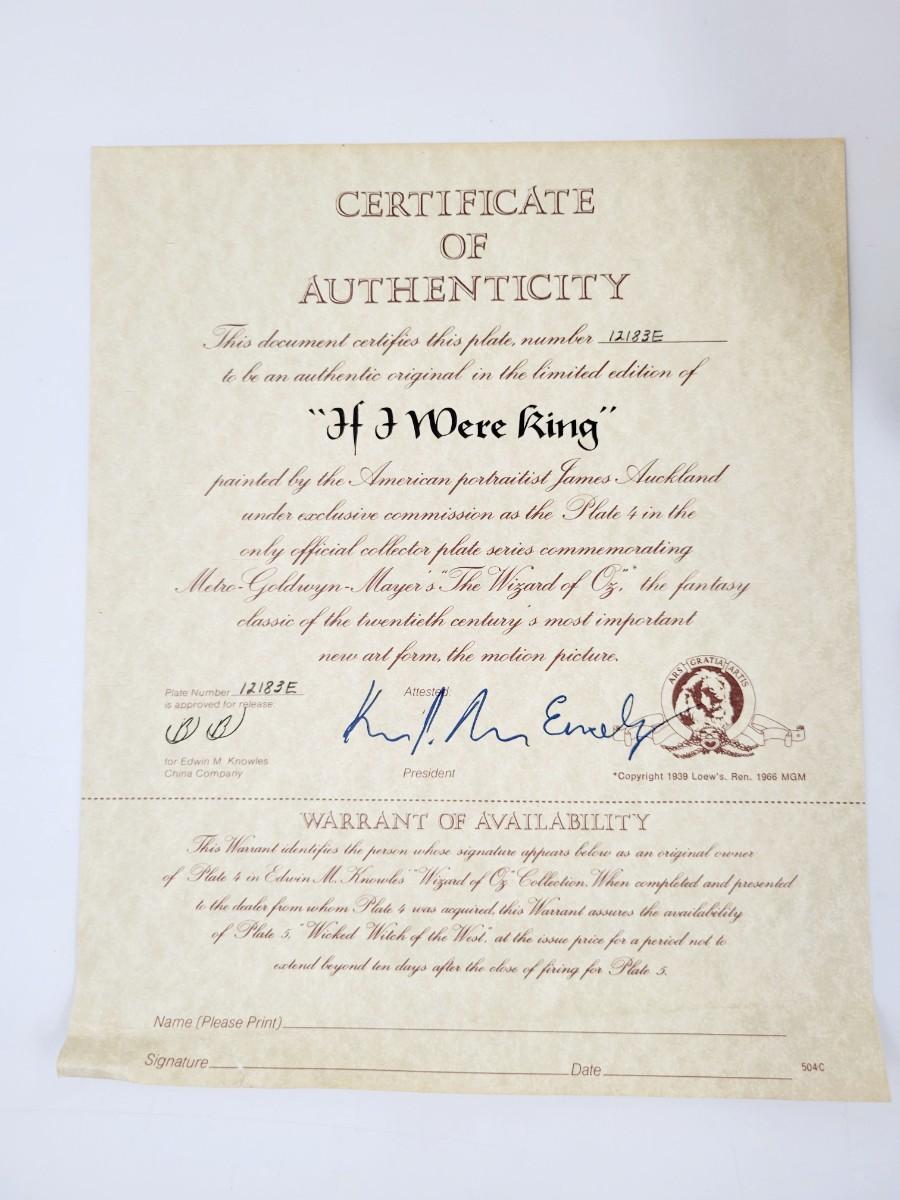 CERTIFICATE
OF
AUTHENTICITY
This document certifies this plate, number 12183E
to be an authentic original in the limited edition of
"If I Were King"
painted by the American portraitist James Auckland
under exclusive commission as the Plate 4 in the
only official collector plate series commemorating
Metro-Goldwyn-Mayer's "The Wizard of Oz,"* the fantasy
classic of the twentieth century's most important
new art form, the motion picture.
Plate Number 12183E
is approved for release:
for Edwin M. Knowles
China Company
Attested:
President
ARS GRATIA ARTIS
*Copyright 1939 Loew's. Ren. 1966 MGM
WARRANT OF AVAILABILITY
This Warrant identifies the person whose signature appears below as an original owner
of Plate 4 in Edwin M. Knowles' "Wizard of Oz" Collection. When completed and presented
to the dealer from whom Plate 4 was acquired, this Warrant assures the availability
of Plate 5, "Wicked Witch of the West," at the issue price for a period not to
extend beyond ten days after the close of firing for Plate 5.
Name (Please Print)
Signature Date
504C